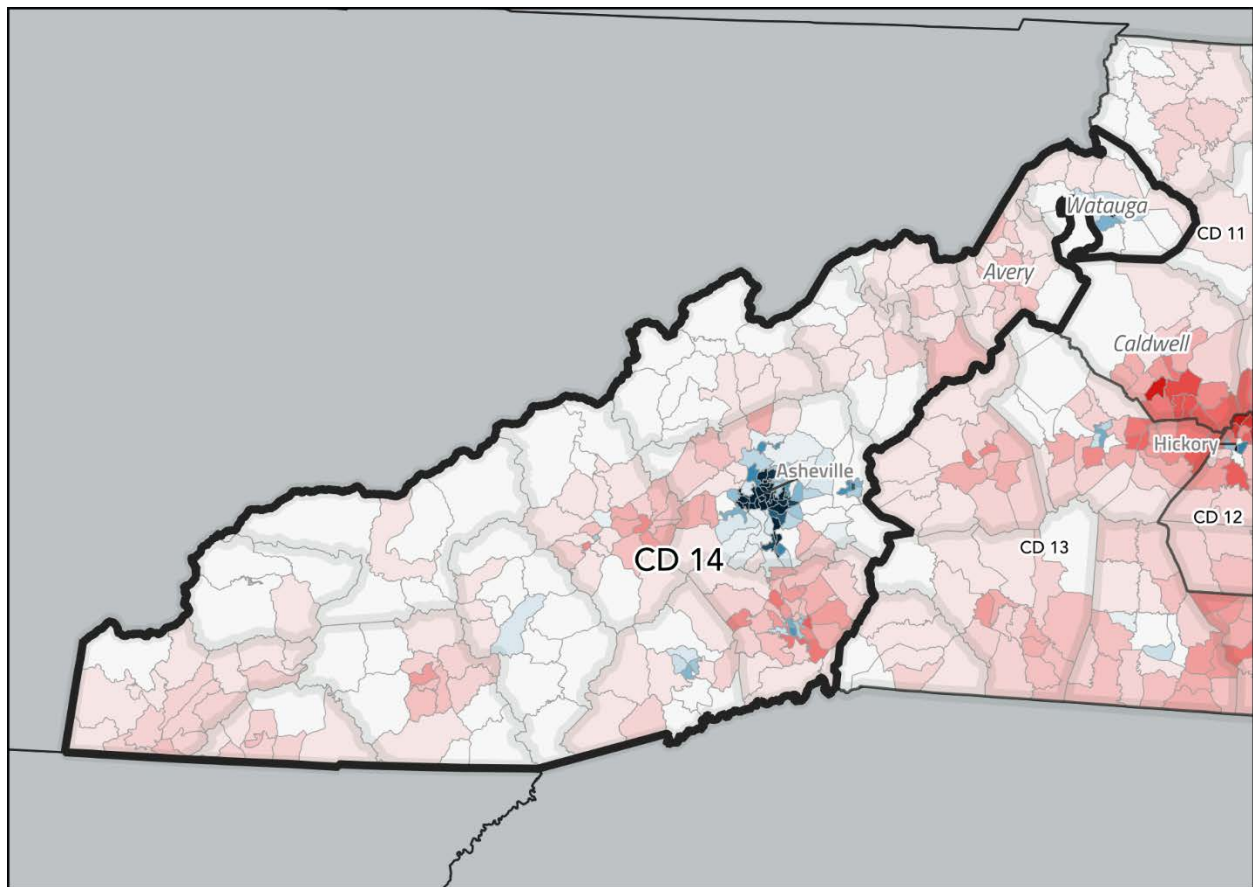 Watauga
CD 11
Avery
Caldwell
Hickory
Asheville
CD 12
CD 14
CD 13